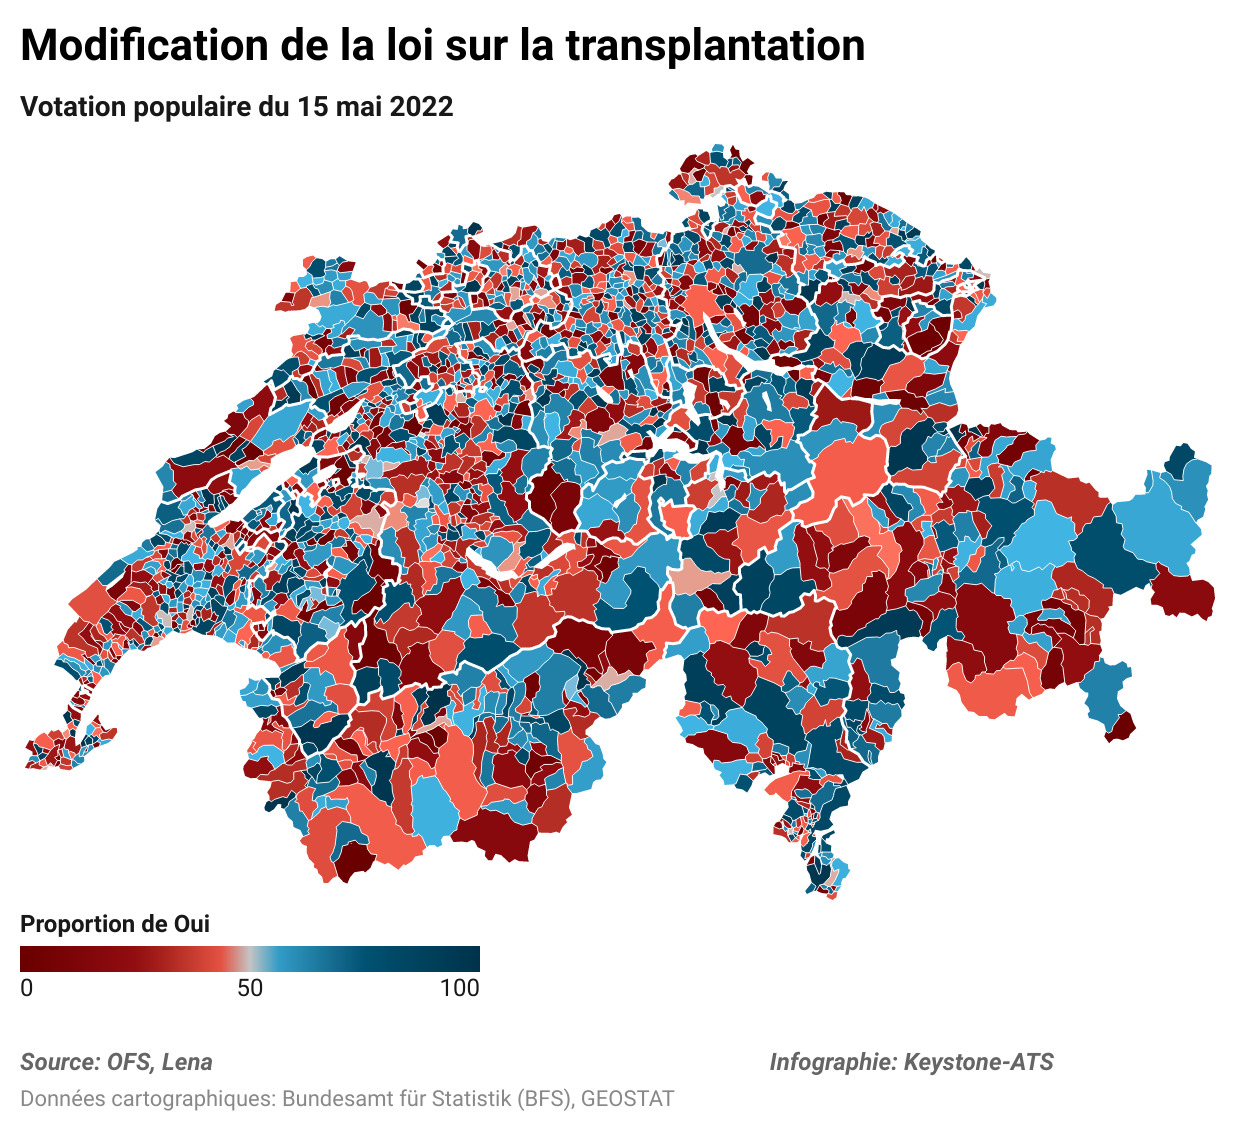 Modification de la loi sur la transplantation
Votation populaire du 15 mai 2022
Proportion de Oui
0 50 100
Source: OFS, Lena Infographie: Keystone-ATS
Données cartographiques: Bundesamt für Statistik (BFS), GEOSTAT